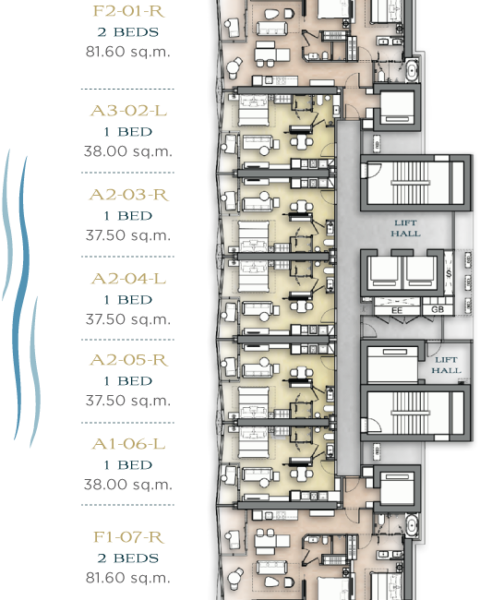 F2-01-R
2 BEDS
81.60 sq.m.
A3-02-L
1 BED
38.00 sq.m.
A2-03-R
1 BED
37.50 sq.m.
A2-04-L
1 BED
37.50 sq.m.
A2-05-R
1 BED
37.50 sq.m.
A1-06-L
1 BED
38.00 sq.m.
F1-07-R
2 BEDS
81.60 sq.m.
LIFT
HALL
S
EE
GB
LIFT
HALL